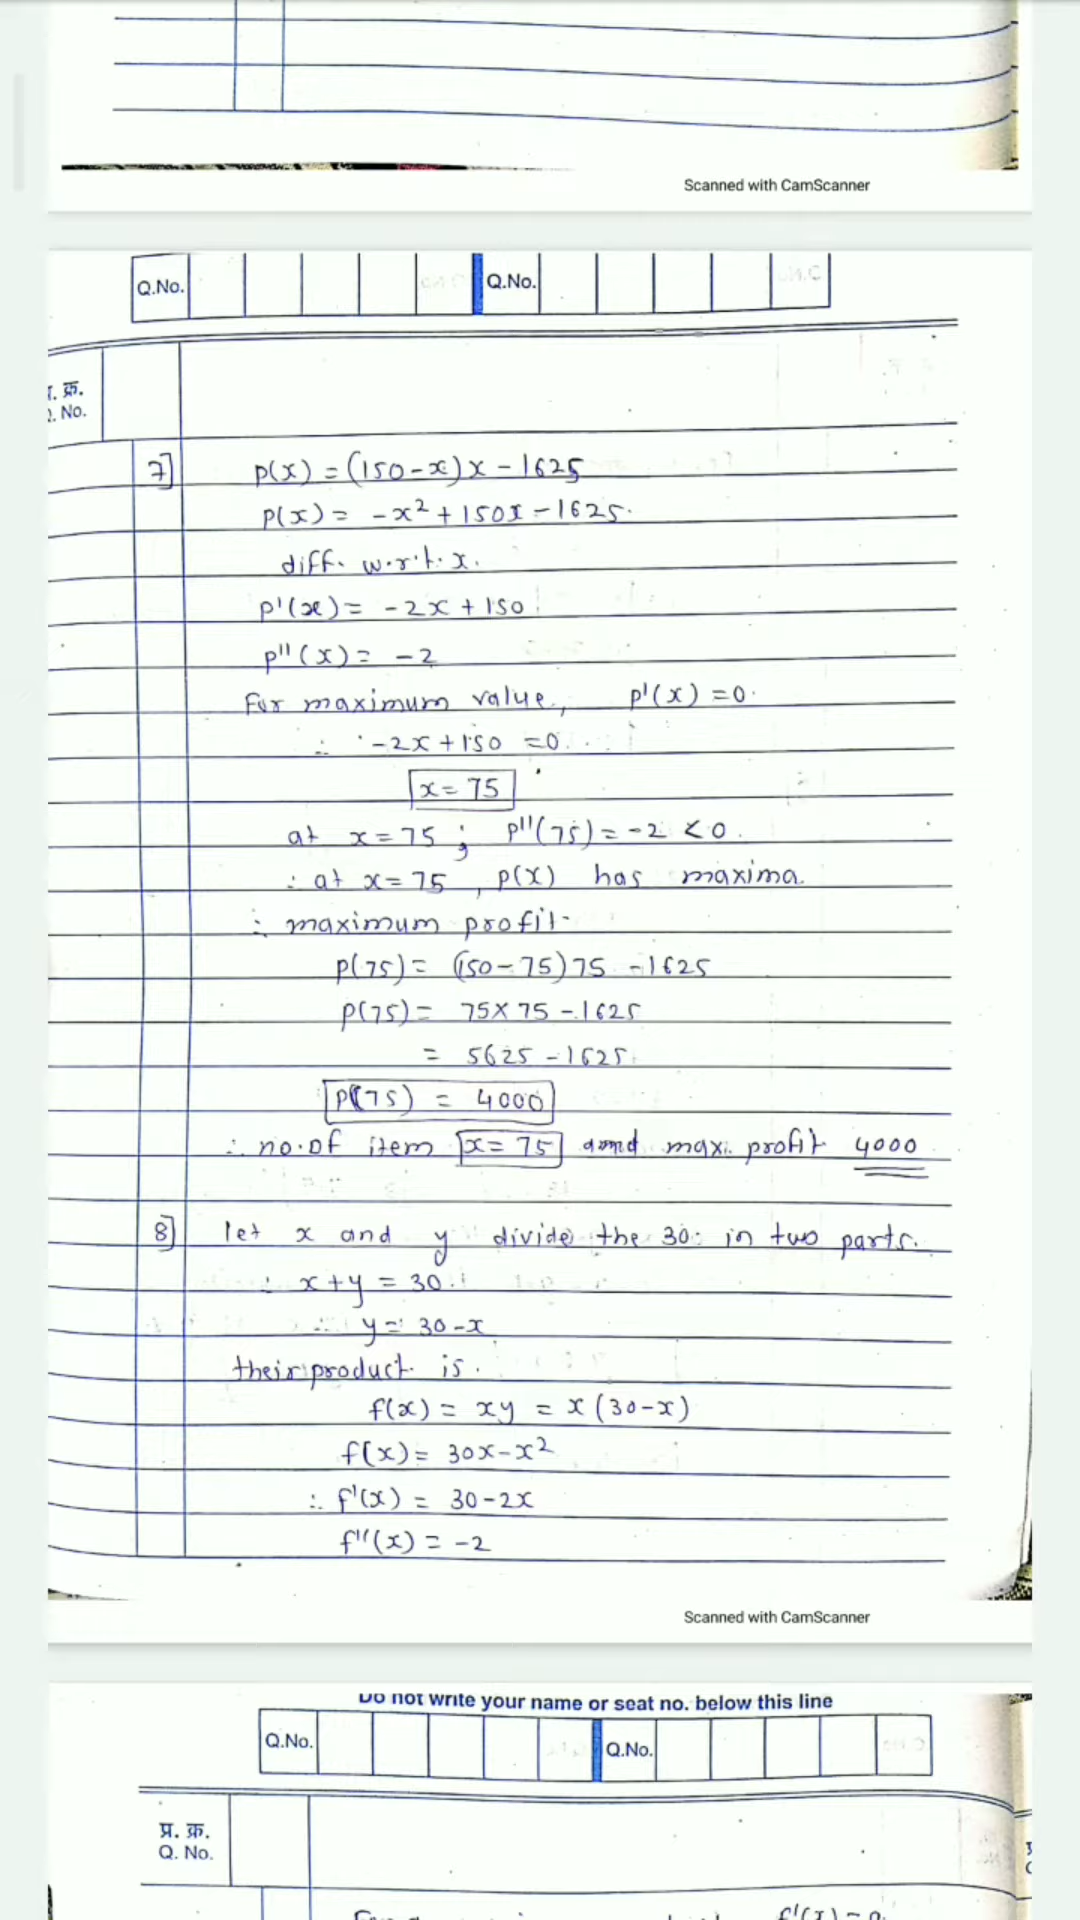 Scanned with CamScanner
Q.No. Q.No.
प्र. क्र.
Q. No.
7] P(x) = (150-x)x - 1625
P(x) = -x² + 150x - 1625.
diff. w.r.t. x.
P'(x) = -2x + 150
P''(x) = -2
For maximum value, P'(x) = 0.
∴ -2x + 150 = 0
x = 75
at x = 75 ; P''(75) = -2 < 0.
∴ at x = 75, P(x) has maxima.
∴ maximum profit-
P(75) = (150-75)75 - 1625
P(75) = 75 x 75 - 1625
= 5625 - 1625
P(75) = 4000
∴ no. of item x = 75 and maxi. profit 4000
8] let x and y divide the 30 in two parts.
∴ x + y = 30
∴ y = 30 - x
their product is.
f(x) = xy = x (30-x)
f(x) = 30x - x²
∴ f'(x) = 30 - 2x
f''(x) = -2
Scanned with CamScanner
Do not write your name or seat no. below this line
Q.No. Q.No.
प्र. क्र.
Q. No.